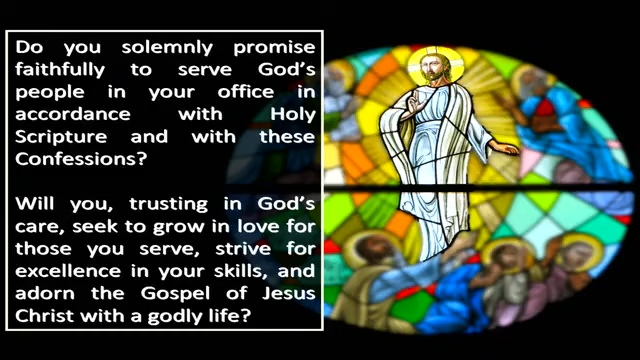 Do you solemnly promise
faithfully to serve God's
people in your office in
accordance with Holy
Scripture and with these
Confessions?
Will you, trusting in God's
care, seek to grow in love for
those you serve, strive for
excellence in your skills, and
adorn the Gospel of Jesus
Christ with a godly life?